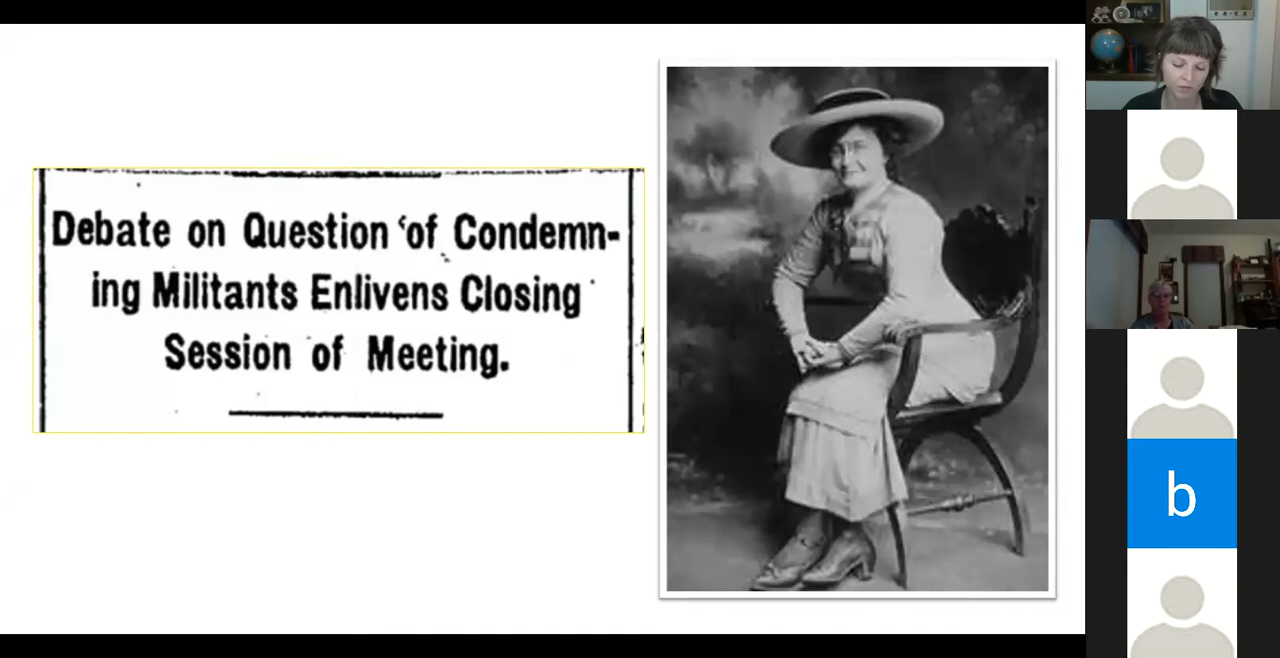 Debate on Question of Condemn-
ing Militants Enlivens Closing
Session of Meeting.
b